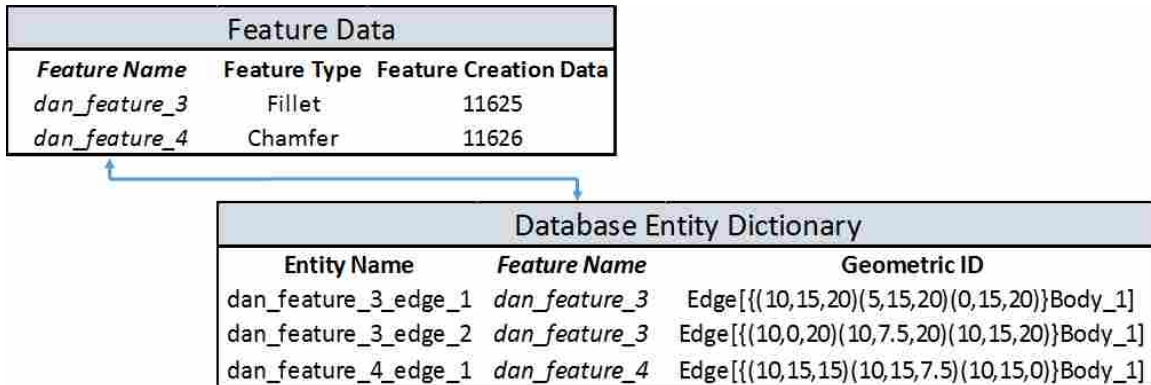 Feature Data
Feature Name Feature Type Feature Creation Data
dan_feature_3 Fillet 11625
dan_feature_4 Chamfer 11626
Database Entity Dictionary
Entity Name Feature Name Geometric ID
dan_feature_3_edge_1 dan_feature_3 Edge[{(10,15,20)(5,15,20)(0,15,20)}Body_1]
dan_feature_3_edge_2 dan_feature_3 Edge[{(10,0,20)(10,7.5,20)(10,15,20)}Body_1]
dan_feature_4_edge_1 dan_feature_4 Edge[{(10,15,15)(10,15,7.5)(10,15,0)}Body_1]